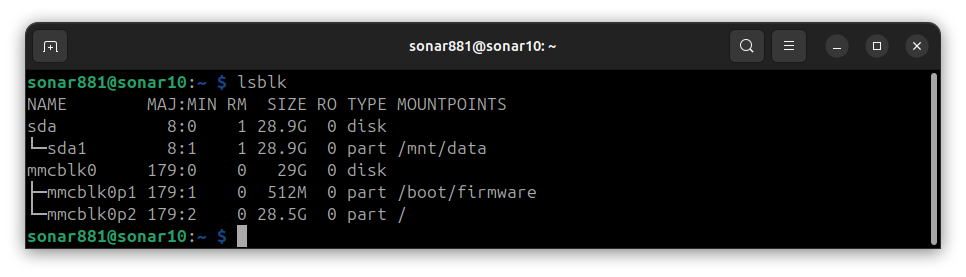 sonar881@sonar10: ~
sonar881@sonar10:~ $ lsblk
NAME        MAJ:MIN RM  SIZE RO TYPE MOUNTPOINTS
sda           8:0    1 28.9G  0 disk
└─sda1        8:1    1 28.9G  0 part /mnt/data
mmcblk0     179:0    0   29G  0 disk
├─mmcblk0p1 179:1    0  512M  0 part /boot/firmware
└─mmcblk0p2 179:2    0 28.5G  0 part /
sonar881@sonar10:~ $